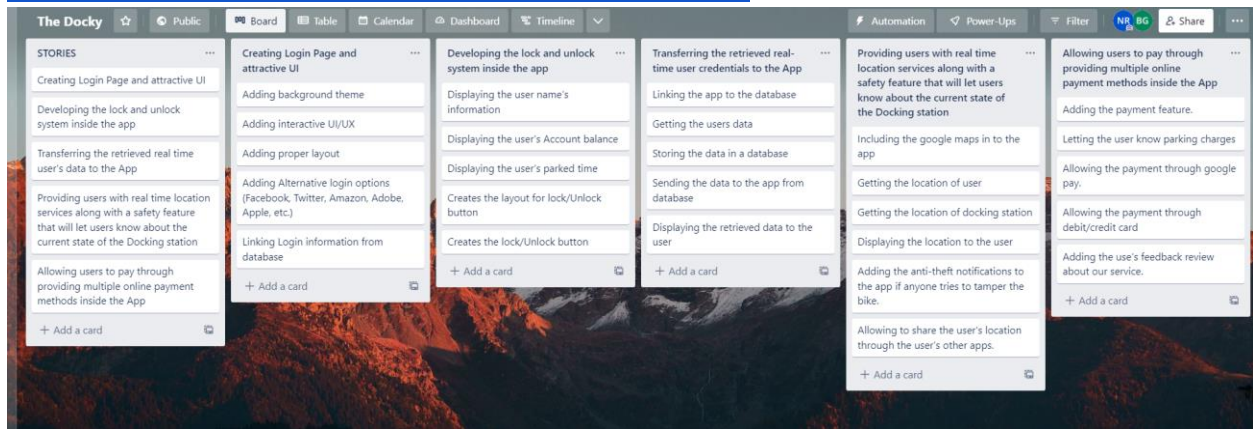 The Docky
Public
Board
Table
Calendar
Dashboard
Timeline
Automation
Power-Ups
Filter
NR
BG
Share
STORIES
Creating Login Page and attractive UI
Developing the lock and unlock
system inside the app
Transferring the retrieved real time
user's data to the App
Providing users with real time location
services along with a safety feature
that will let users know about the
current state of the Docking station
Allowing users to pay through
providing multiple online payment
methods inside the App
+ Add a card
Creating Login Page and
attractive UI
Adding background theme
Adding interactive UI/UX
Adding proper layout
Adding Alternative login options
(Facebook, Twitter, Amazon, Adobe,
Apple, etc.)
Linking Login information from
database
+ Add a card
Developing the lock and unlock
system inside the app
Displaying the user name's
information
Displaying the user's Account balance
Displaying the user's parked time
Creates the layout for lock/Unlock
button
Creates the lock/Unlock button
+ Add a card
Transferring the retrieved real-
time user credentials to the App
Linking the app to the database
Getting the users data
Storing the data in a database
Sending the data to the app from
database
Displaying the retrieved data to the
user
+ Add a card
Providing users with real time
location services along with a
safety feature that will let users
know about the current state of
the Docking station
Including the google maps in to the
app
Getting the location of user
Getting the location of docking station
Displaying the location to the user
Adding the anti-theft notifications to
the app if anyone tries to tamper the
bike.
Allowing to share the user's location
through the user's other apps.
+ Add a card
Allowing users to pay through
providing multiple online
payment methods inside the App
Adding the payment feature.
Letting the user know parking charges
Allowing the payment through google
pay.
Allowing the payment through
debit/credit card
Adding the use's feedback review
about our service.
+ Add a card